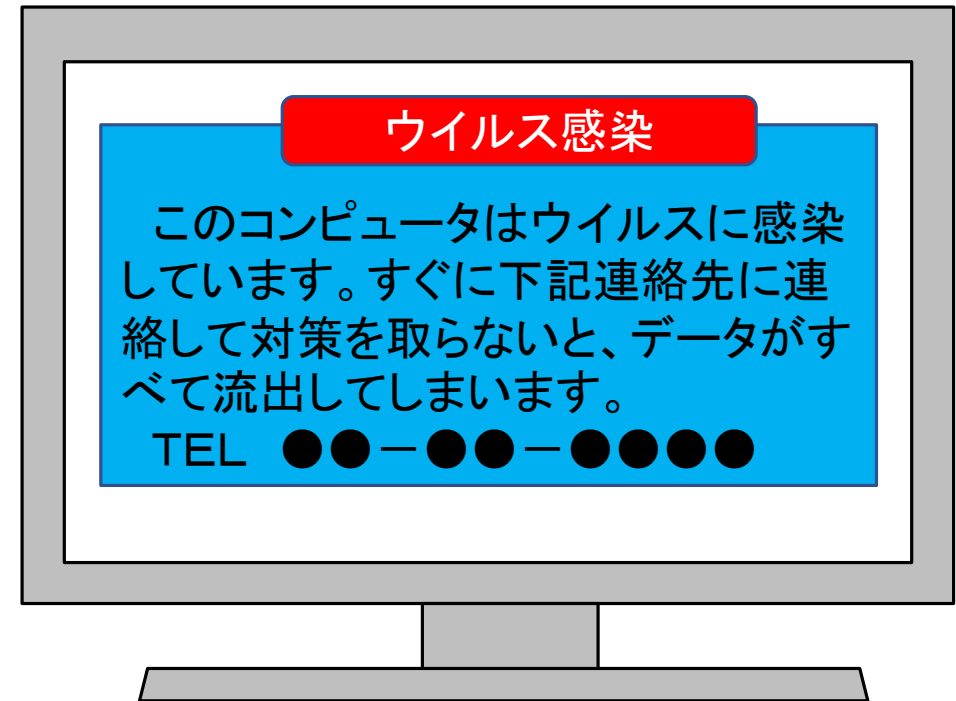 ウイルス感染
　このコンピュータはウイルスに感染
しています。すぐに下記連絡先に連
絡して対策を取らないと、データがす
べて流出してしまいます。
　TEL　●●－●●－●●●●